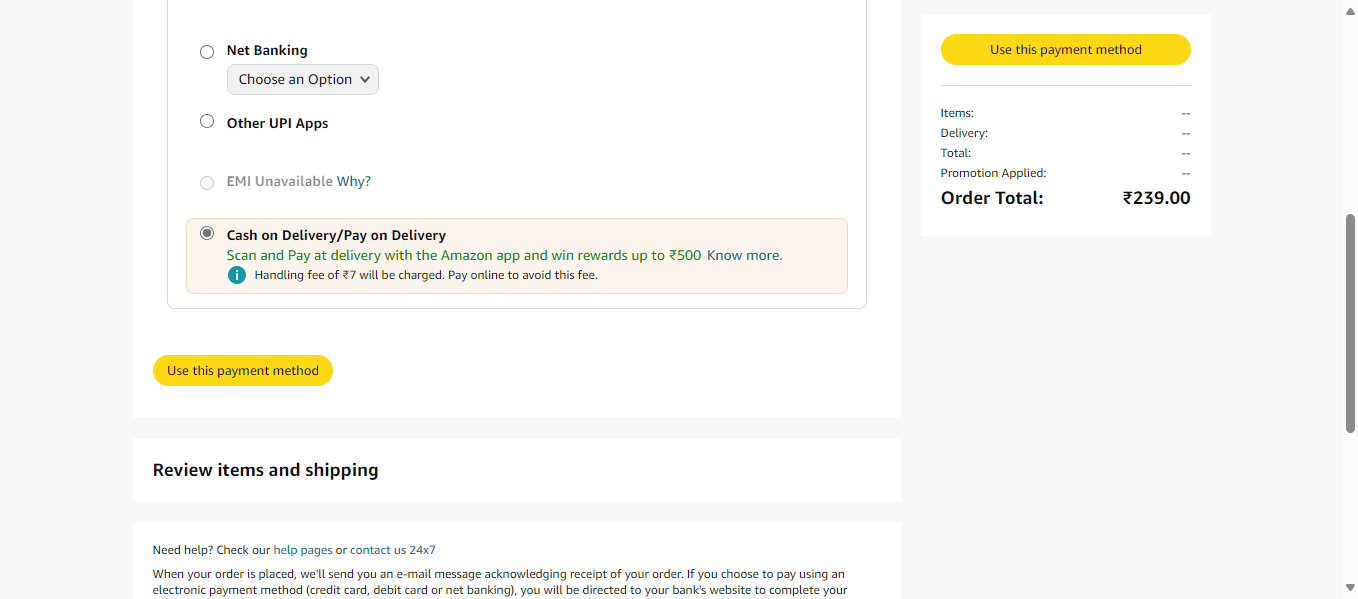 Net Banking
Choose an Option
Other UPI Apps
EMI Unavailable Why?
Cash on Delivery/Pay on Delivery
Scan and Pay at delivery with the Amazon app and win rewards up to ₹500 Know more.
i Handling fee of ₹7 will be charged. Pay online to avoid this fee.
Use this payment method
Review items and shipping
Need help? Check our help pages or contact us 24x7
When your order is placed, we'll send you an e-mail message acknowledging receipt of your order. If you choose to pay using an
electronic payment method (credit card, debit card or net banking), you will be directed to your bank's website to complete your
Use this payment method
Items: --
Delivery: --
Total: --
Promotion Applied: --
Order Total: ₹239.00